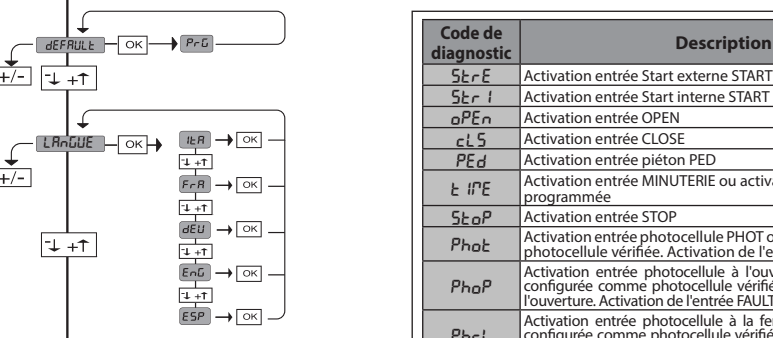 dEFAULt OK PrG
+/- -↓ +↑
LAnGUE OK ItA OK
-↓ +↑
+/- FrA OK
-↓ +↑
-↓ +↑ dEU OK
-↓ +↑
EnG OK
-↓ +↑
ESP OK
Code de diagnostic Description
StrE Activation entrée Start externe START
Str I Activation entrée Start interne START
oPEn Activation entrée OPEN
cLS Activation entrée CLOSE
PEd Activation entrée piéton PED
t IME Activation entrée MINUTERIE ou
programmée
StoP Activation entrée STOP
Phot Activation entrée photocellule PHOT
photocellule vérifiée. Activation de
PhoP Activation entrée photocellule à
configurée comme photocellule
l'ouverture. Activation de l'entrée FAULT
PhcL Activation entrée photocellule à la
configurée comme photocellule